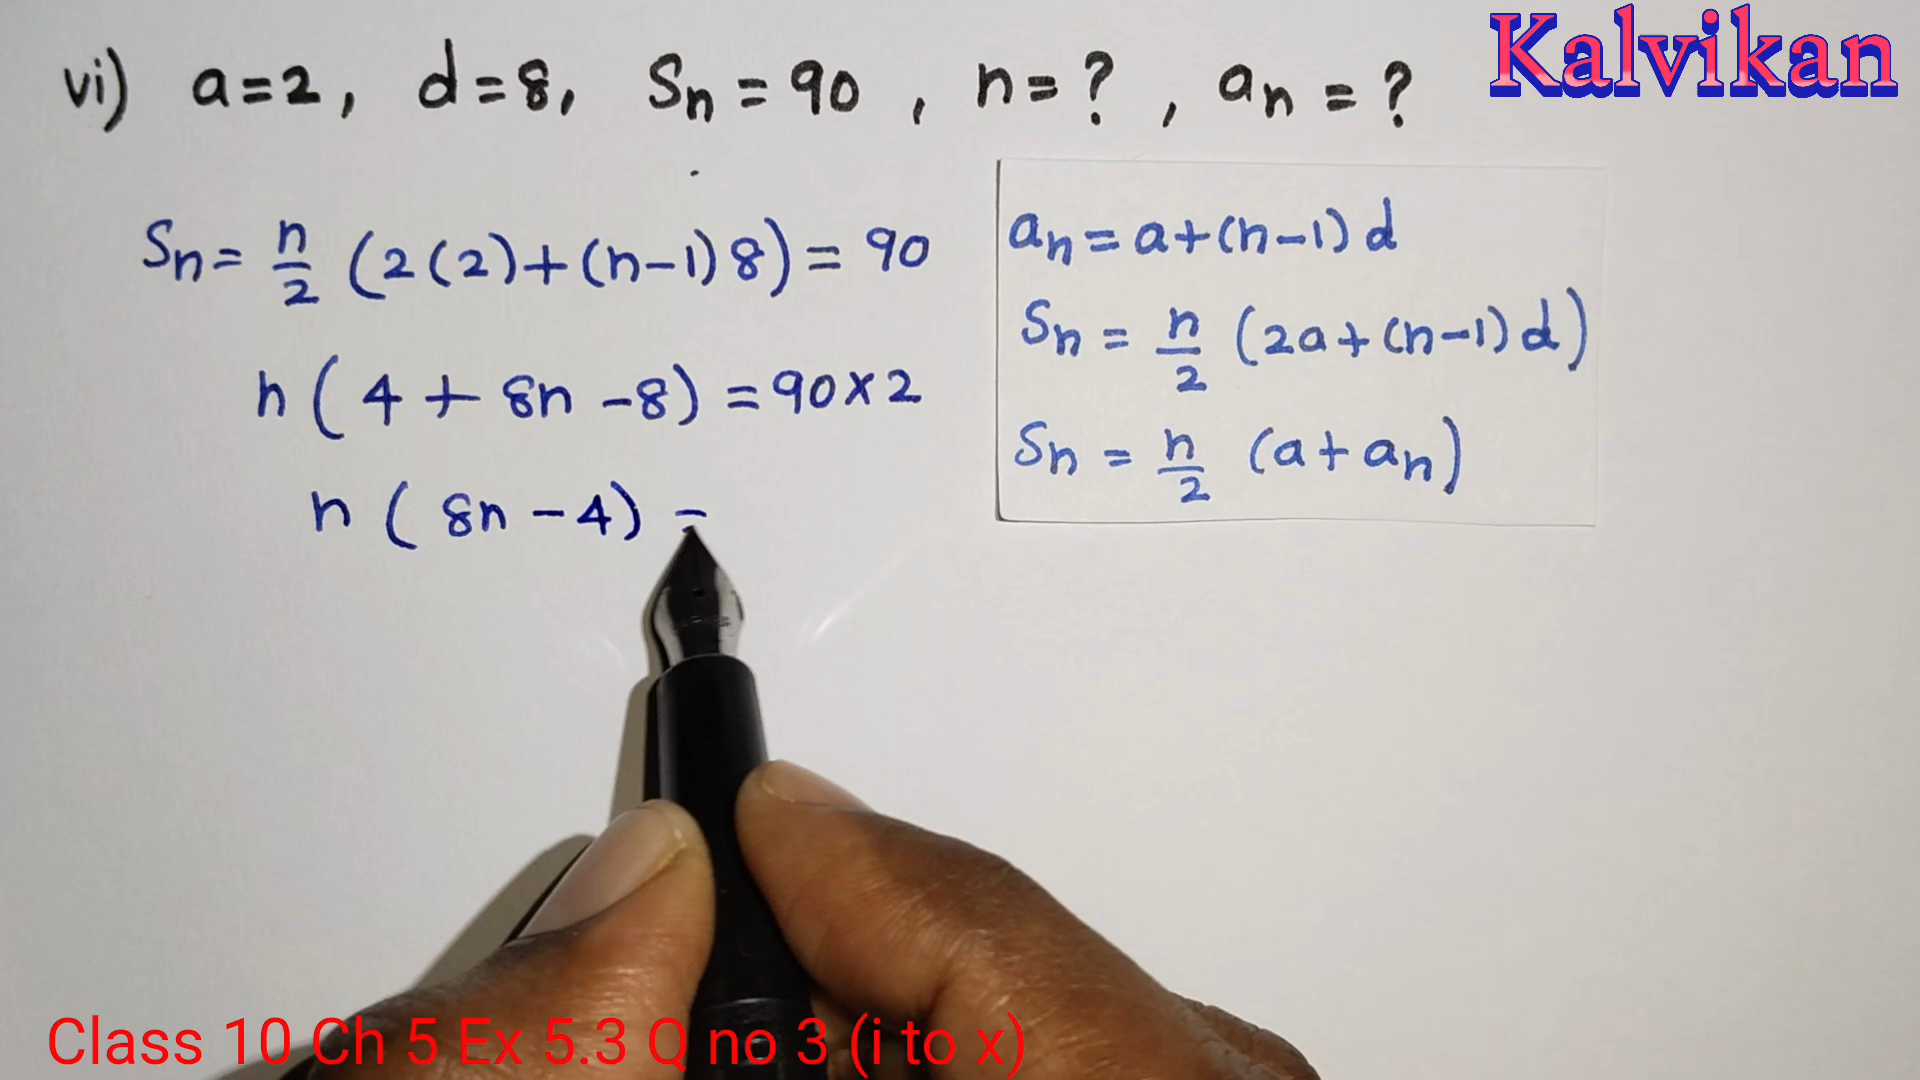 Kalvikan
vi) a=2, d=8, Sn = 90, n=?, an = ?
Sn = n/2 (2(2)+(n-1)8) = 90
n(4 + 8n - 8) = 90×2
n(8n - 4) =
an = a+(n-1)d
Sn = n/2 (2a+(n-1)d)
Sn = n/2 (a+an)
Class 10 Ch 5 Ex 5.3 Q no 3 (i to x)